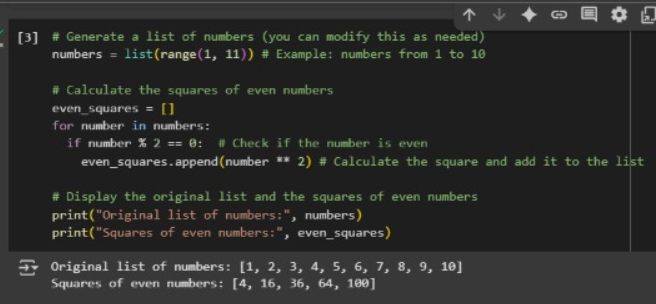 [3] # Generate a list of numbers (you can modify this as needed)
numbers = list(range(1, 11)) # Example: numbers from 1 to 10
# Calculate the squares of even numbers
even_squares = []
for number in numbers:
  if number % 2 == 0:  # Check if the number is even
    even_squares.append(number ** 2) # Calculate the square and add it to the list
# Display the original list and the squares of even numbers
print("Original list of numbers:", numbers)
print("Squares of even numbers:", even_squares)
Original list of numbers: [1, 2, 3, 4, 5, 6, 7, 8, 9, 10]
Squares of even numbers: [4, 16, 36, 64, 100]